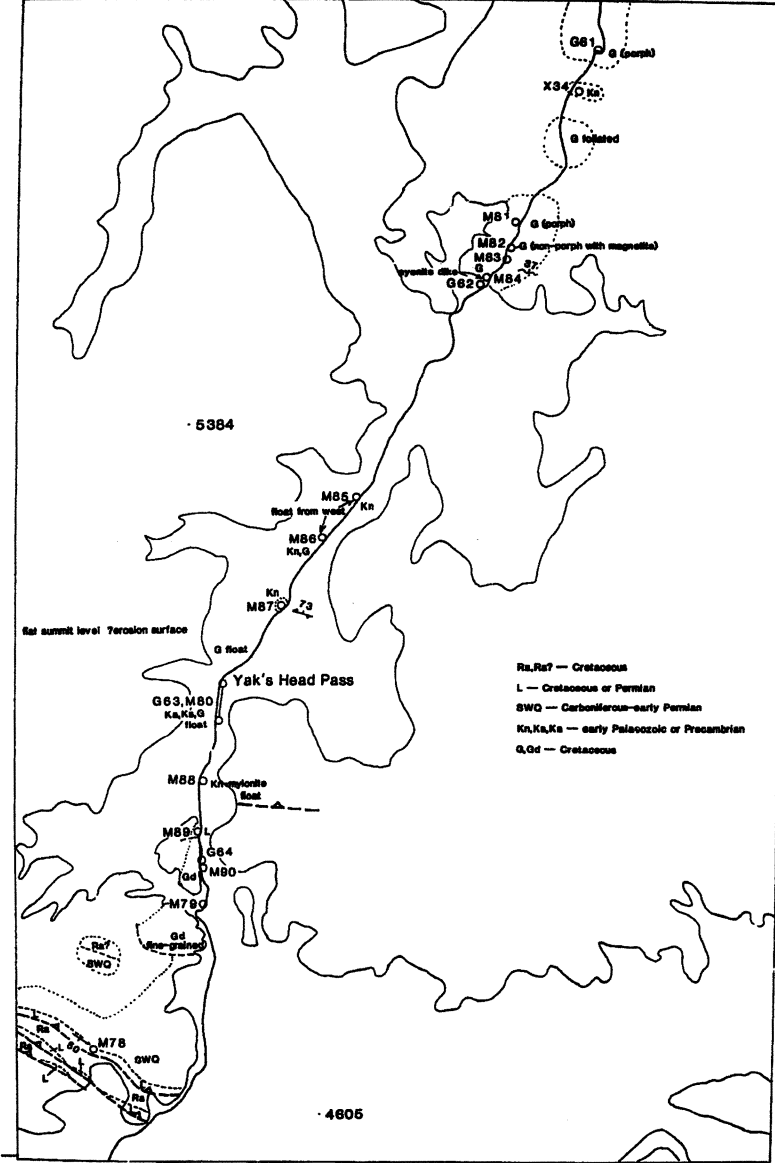 G61
G (porph)
X34
Kn
G foliated
M81
G (porph)
M82
G (non-porph with magnetite)
M83
37
syenite dike
G
M84
G62
· 5384
M85
Kn
float from west
M86
Kn,G
Kn
M87
73
flat summit level ?erosion surface
G float
Yak's Head Pass
G63,M80
float
Rs,Rs? — Cretaceous
L — Cretaceous or Permian
SWQ — Carboniferous-early Permian
Kn,Ks,Ka — early Palaeozoic or Precambrian
G,Gd — Cretaceous
M88
Kn-mylonite
float
M89
L
G64
M90
Gd
M79
Gd
fine-grained
Rs?
SWQ
L
Rs
60
M78
SWQ
Rs
L
L
L
L
Rs
L
· 4605